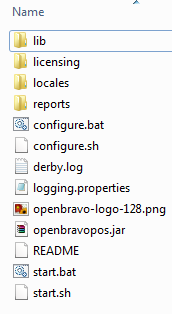 Name
lib
licensing
locales
reports
configure.bat
configure.sh
derby.log
logging.properties
openbravo-logo-128.png
openbravopos.jar
README
start.bat
start.sh